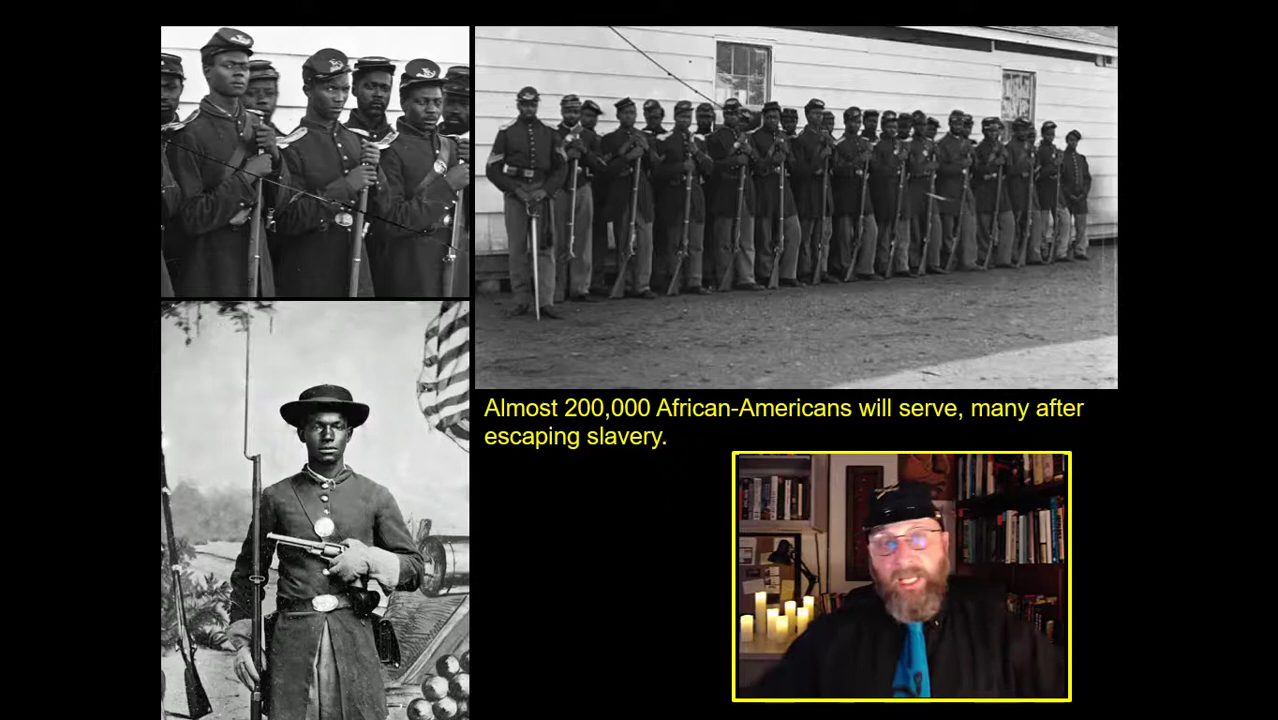 Almost 200,000 African-Americans will serve, many after
escaping slavery.